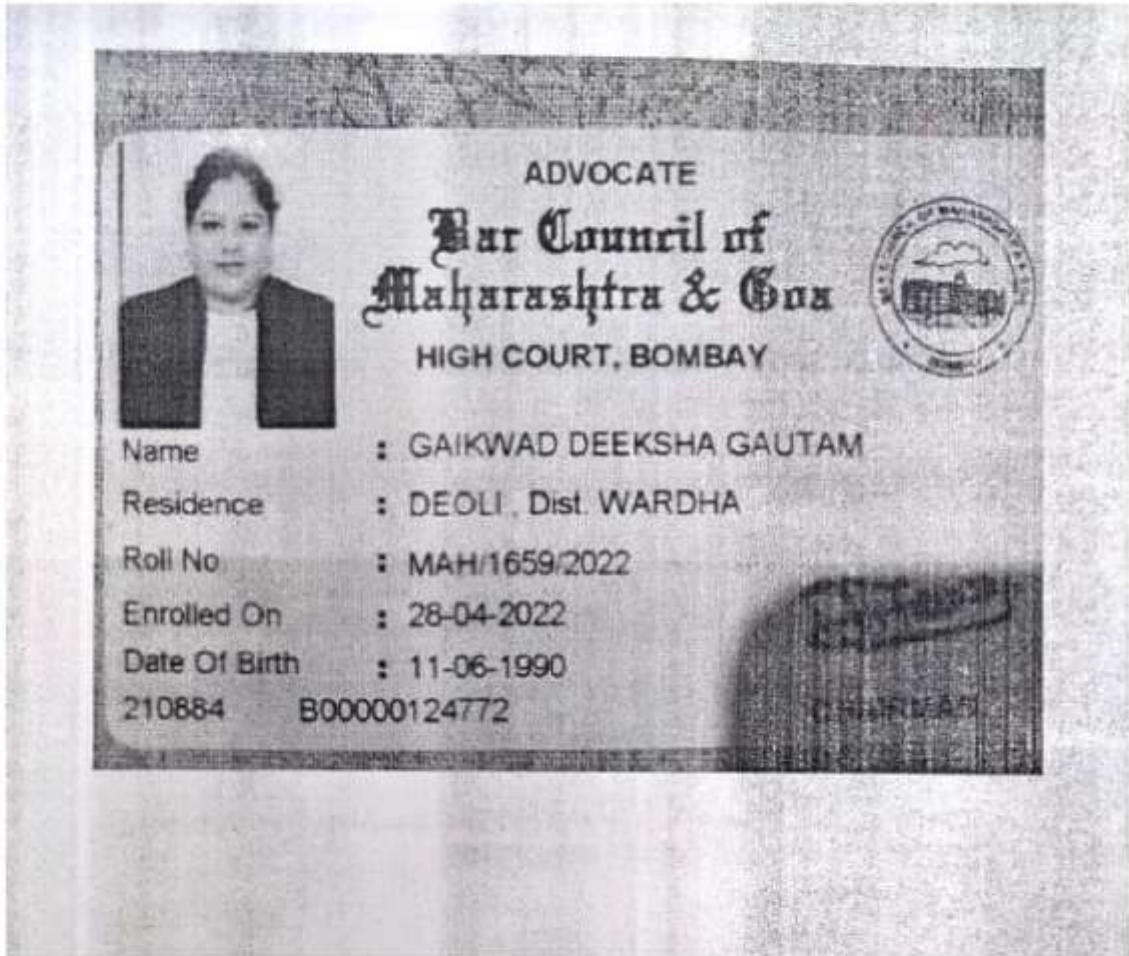 ADVOCATE
Bar Council of
Maharashtra & Goa
HIGH COURT, BOMBAY
Name : GAIKWAD DEEKSHA GAUTAM
Residence : DEOLI , Dist. WARDHA
Roll No : MAH/1659/2022
Enrolled On : 28-04-2022
Date Of Birth : 11-06-1990
210884 B00000124772
CHAIRMAN